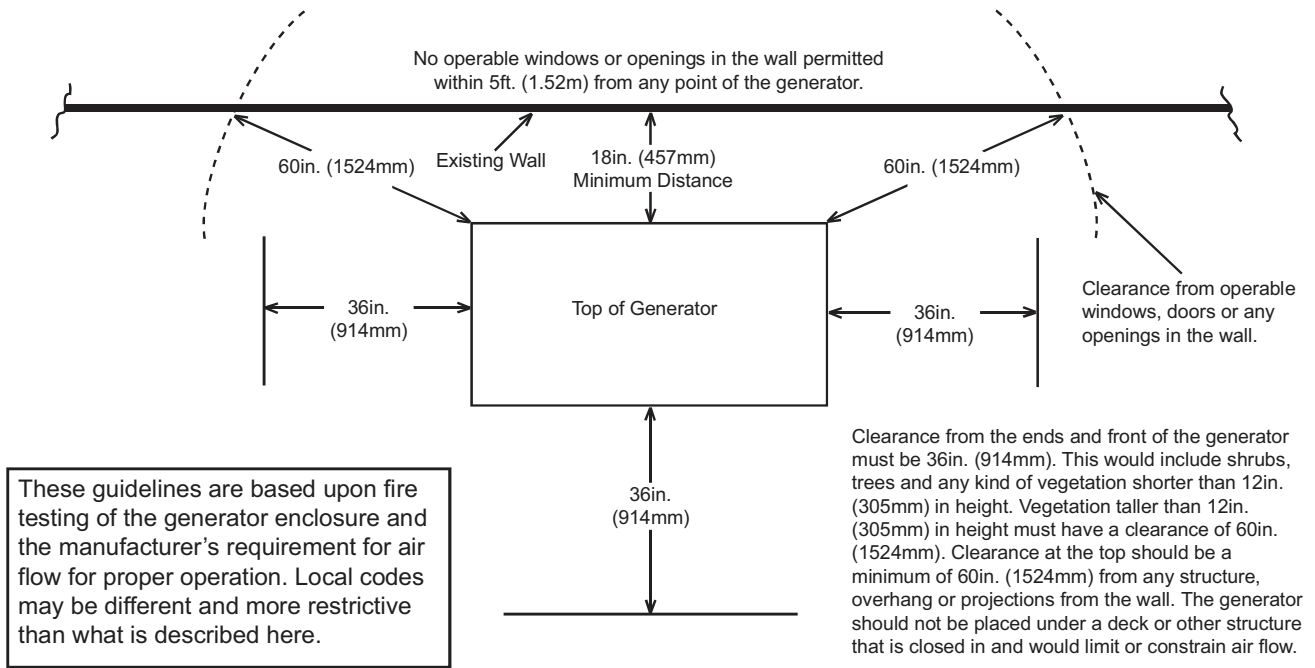 No operable windows or openings in the wall permitted
within 5ft. (1.52m) from any point of the generator.
60in. (1524mm)
Existing Wall
18in. (457mm)
Minimum Distance
60in. (1524mm)
36in.
(914mm)
Top of Generator
36in.
(914mm)
Clearance from operable
windows, doors or any
openings in the wall.
36in.
(914mm)
These guidelines are based upon fire
testing of the generator enclosure and
the manufacturer's requirement for air
flow for proper operation. Local codes
may be different and more restrictive
than what is described here.
Clearance from the ends and front of the generator
must be 36in. (914mm). This would include shrubs,
trees and any kind of vegetation shorter than 12in.
(305mm) in height. Vegetation taller than 12in.
(305mm) in height must have a clearance of 60in.
(1524mm). Clearance at the top should be a
minimum of 60in. (1524mm) from any structure,
overhang or projections from the wall. The generator
should not be placed under a deck or other structure
that is closed in and would limit or constrain air flow.